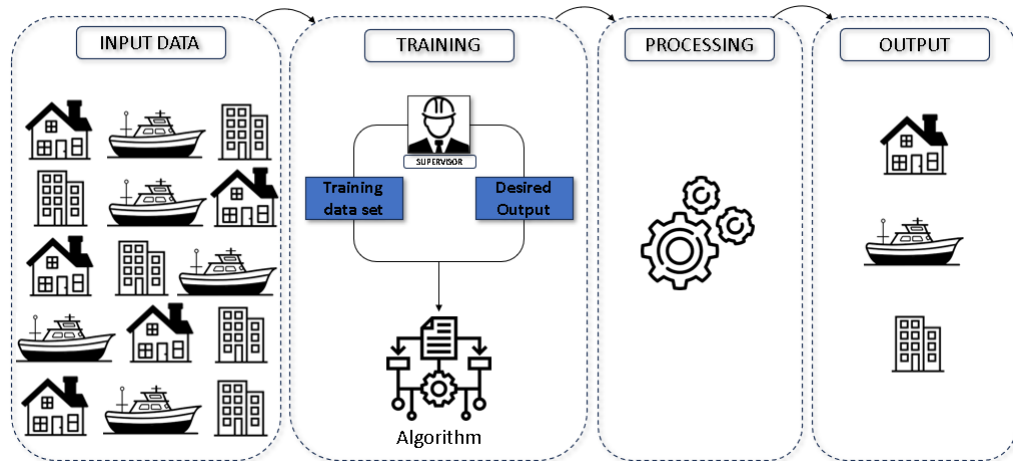 INPUT DATA
TRAINING
PROCESSING
OUTPUT
SUPERVISOR
Training
data set
Desired
Output
Algorithm